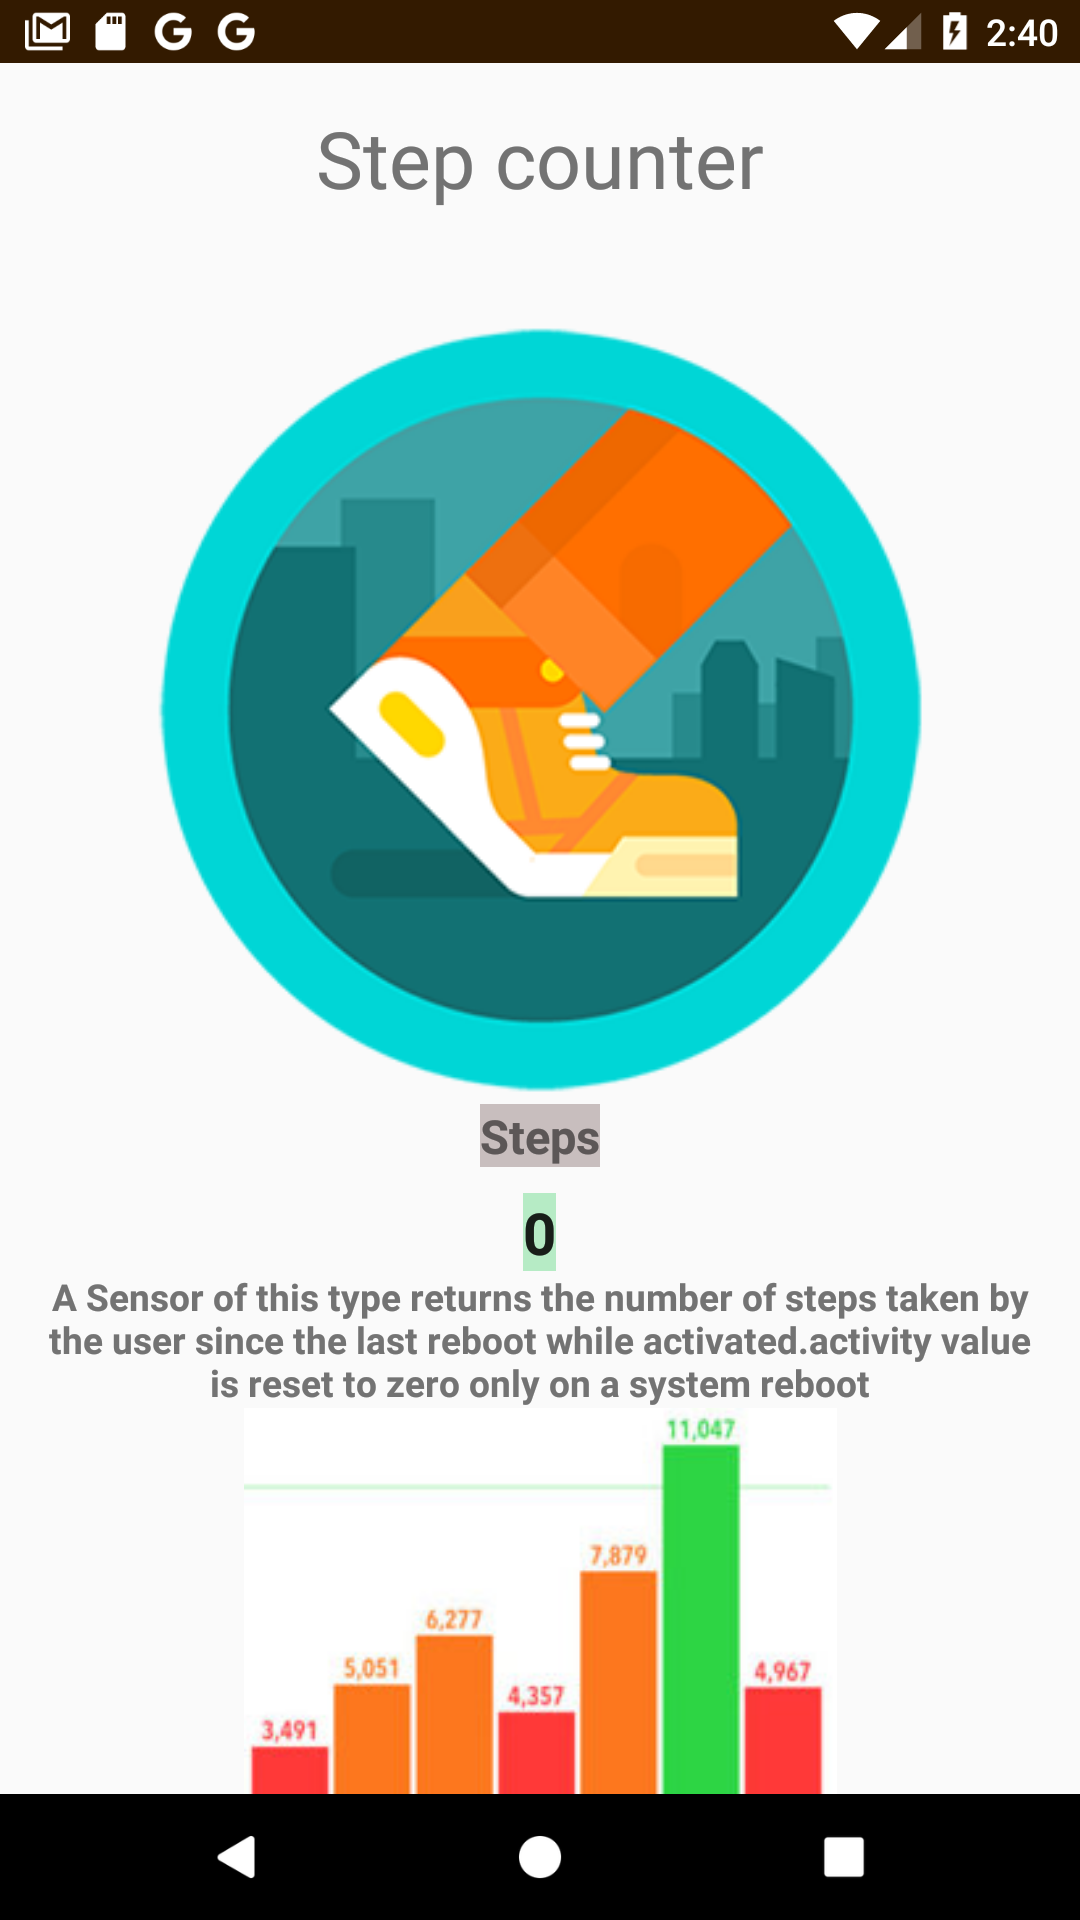 2:40
Step counter
Steps
0
A Sensor of this type returns the number of steps taken by
the user since the last reboot while activated.activity value
is reset to zero only on a system reboot
11,047
7,879
6,277
5,051
4,967
4,357
3,491